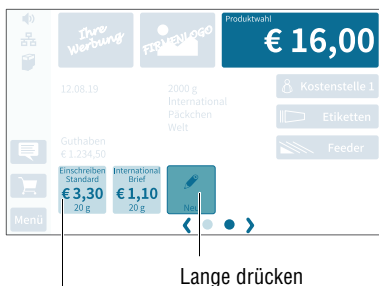 Ihre
Werbung
FIRMENLOGO
Produktwahl
€ 16,00
12.08.19
2000 g
International
Päckchen
Welt
Kostenstelle 1
Etiketten
Guthaben
€ 1.234,50
Feeder
Einschreiben
Standard
€ 3,30
20 g
International
Brief
€ 1,10
20 g
Neu
Menü
Lange drücken